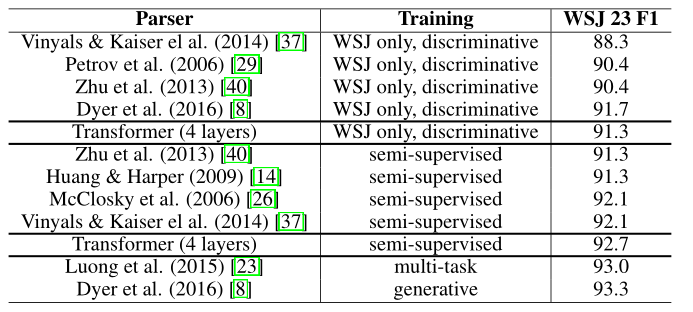 Parser Training WSJ 23 F1
Vinyals & Kaiser el al. (2014) [37] WSJ only, discriminative 88.3
Petrov et al. (2006) [29] WSJ only, discriminative 90.4
Zhu et al. (2013) [40] WSJ only, discriminative 90.4
Dyer et al. (2016) [8] WSJ only, discriminative 91.7
Transformer (4 layers) WSJ only, discriminative 91.3
Zhu et al. (2013) [40] semi-supervised 91.3
Huang & Harper (2009) [14] semi-supervised 91.3
McClosky et al. (2006) [26] semi-supervised 92.1
Vinyals & Kaiser el al. (2014) [37] semi-supervised 92.1
Transformer (4 layers) semi-supervised 92.7
Luong et al. (2015) [23] multi-task 93.0
Dyer et al. (2016) [8] generative 93.3